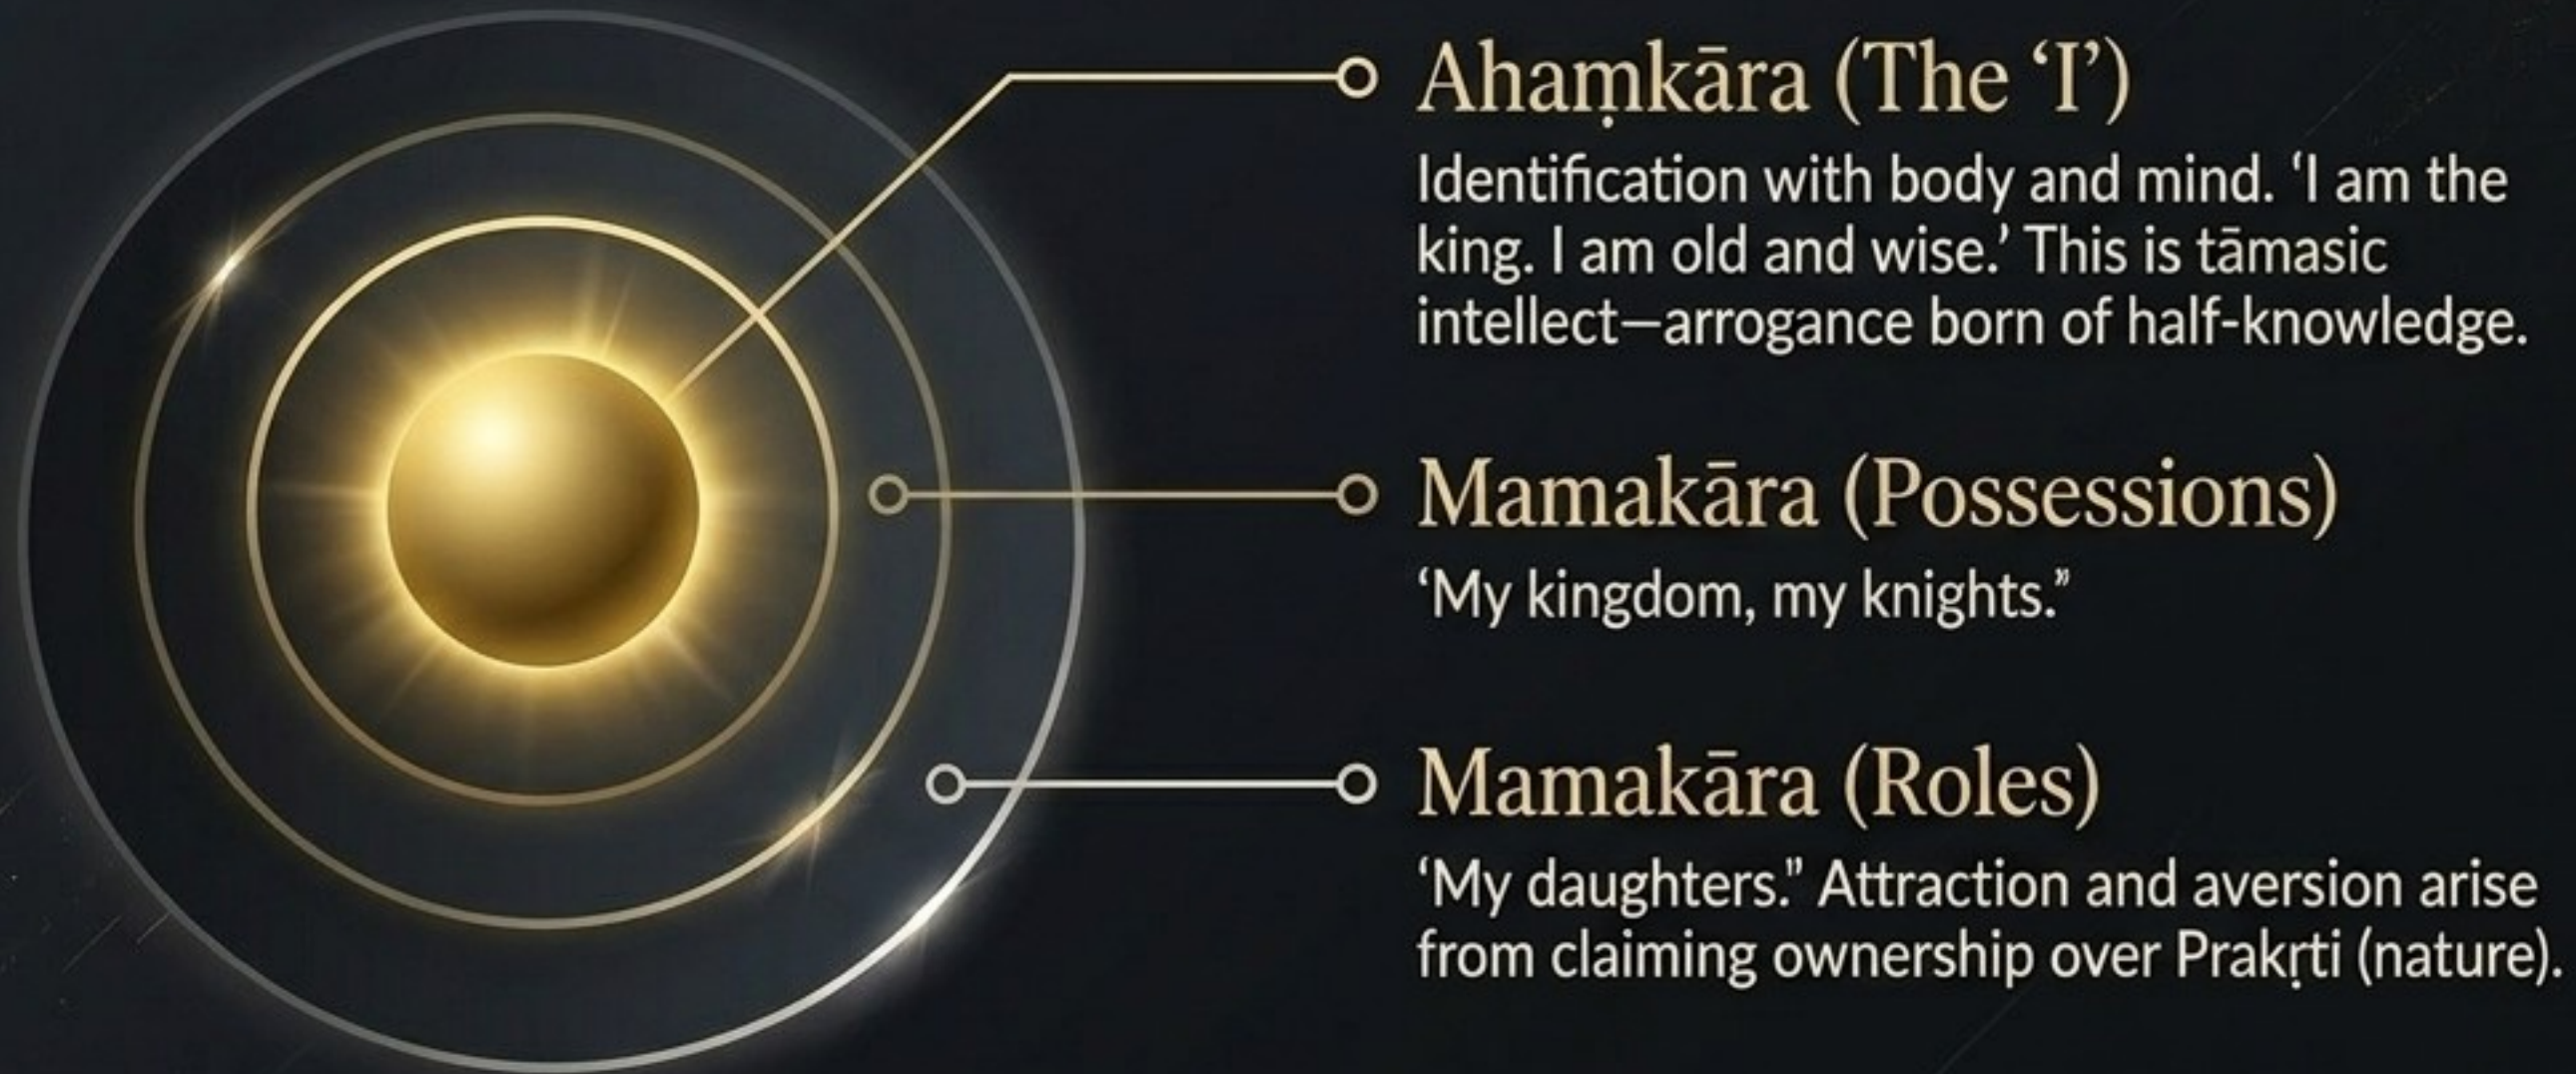 Ahaṃkāra (The ‘I’)
Identification with body and mind. ‘I am the
king. I am old and wise.’ This is tāmasic
intellect—arrogance born of half-knowledge.
Mamakāra (Possessions)
‘My kingdom, my knights.”
Mamakāra (Roles)
‘My daughters.” Attraction and aversion arise
from claiming ownership over Prakṛti (nature).